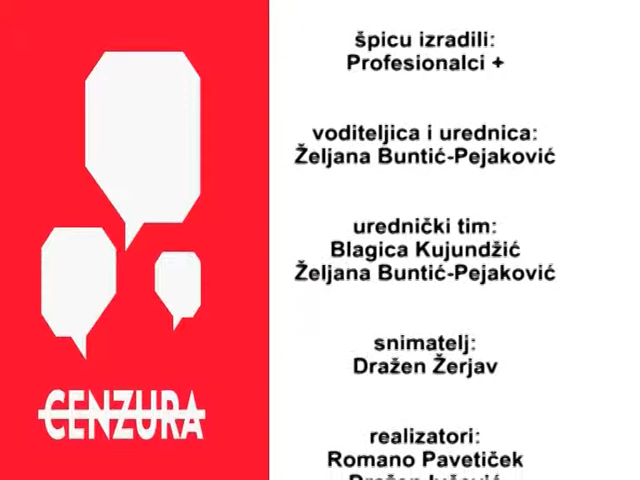 CENZURA
špicu izradili:
Profesionalci +
voditeljica i urednica:
Željana Buntić-Pejaković
urednički tim:
Blagica Kujundžić
Željana Buntić-Pejaković
snimatelj:
Dražen Žerjav
realizatori:
Romano Pavetiček